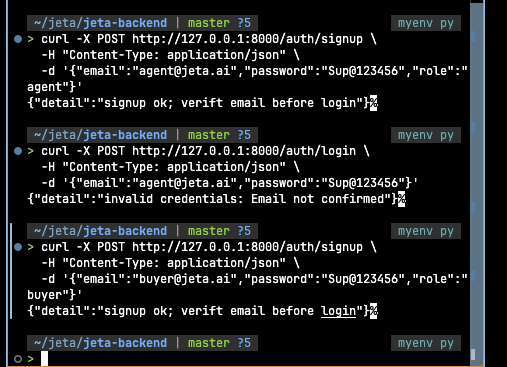 ~/jeta/jeta-backend | master ?5 myenv py
> curl -X POST http://127.0.0.1:8000/auth/signup \
-H "Content-Type: application/json" \
-d '{"email":"agent@jeta.ai","password":"Sup@123456","role":"
agent"}'
{"detail":"signup ok; verift email before login"}%
~/jeta/jeta-backend | master ?5 myenv py
> curl -X POST http://127.0.0.1:8000/auth/login \
-H "Content-Type: application/json" \
-d '{"email":"agent@jeta.ai","password":"Sup@123456"}'
{"detail":"invalid credentials: Email not confirmed"}%
~/jeta/jeta-backend | master ?5 myenv py
> curl -X POST http://127.0.0.1:8000/auth/signup \
-H "Content-Type: application/json" \
-d '{"email":"buyer@jeta.ai","password":"Sup@123456","role":"
buyer"}'
{"detail":"signup ok; verift email before login"}%
~/jeta/jeta-backend | master ?5 myenv py
>